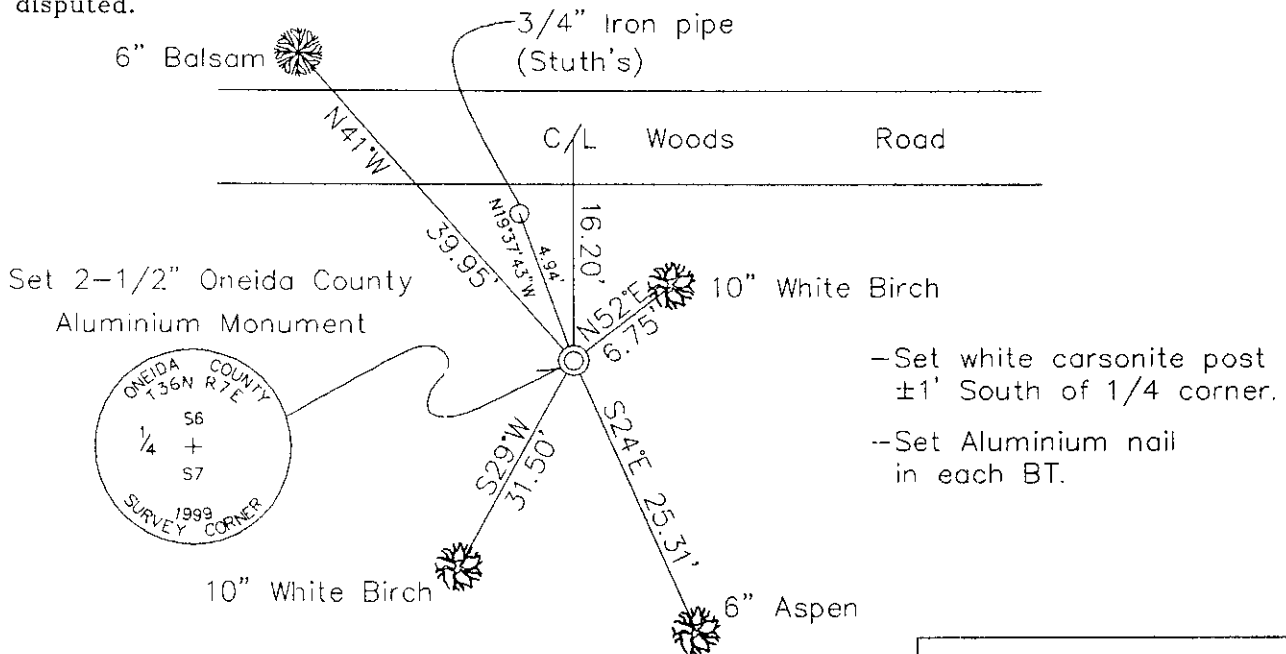 disputed.
3/4" Iron pipe
(Stuth's)
6" Balsam
C/L Woods Road
N41°W
39.95'
N19°37'43"W
4.94'
16.20'
N52°E
6.75'
10" White Birch
Set 2-1/2" Oneida County
Aluminium Monument
ONEIDA COUNTY
T36N R7E
S6
1/4 +
S7
1999
SURVEY CORNER
-Set white carsonite post
±1' South of 1/4 corner.
--Set Aluminium nail
in each BT.
S29°W
31.50'
S24°E 25.31'
10" White Birch
6" Aspen